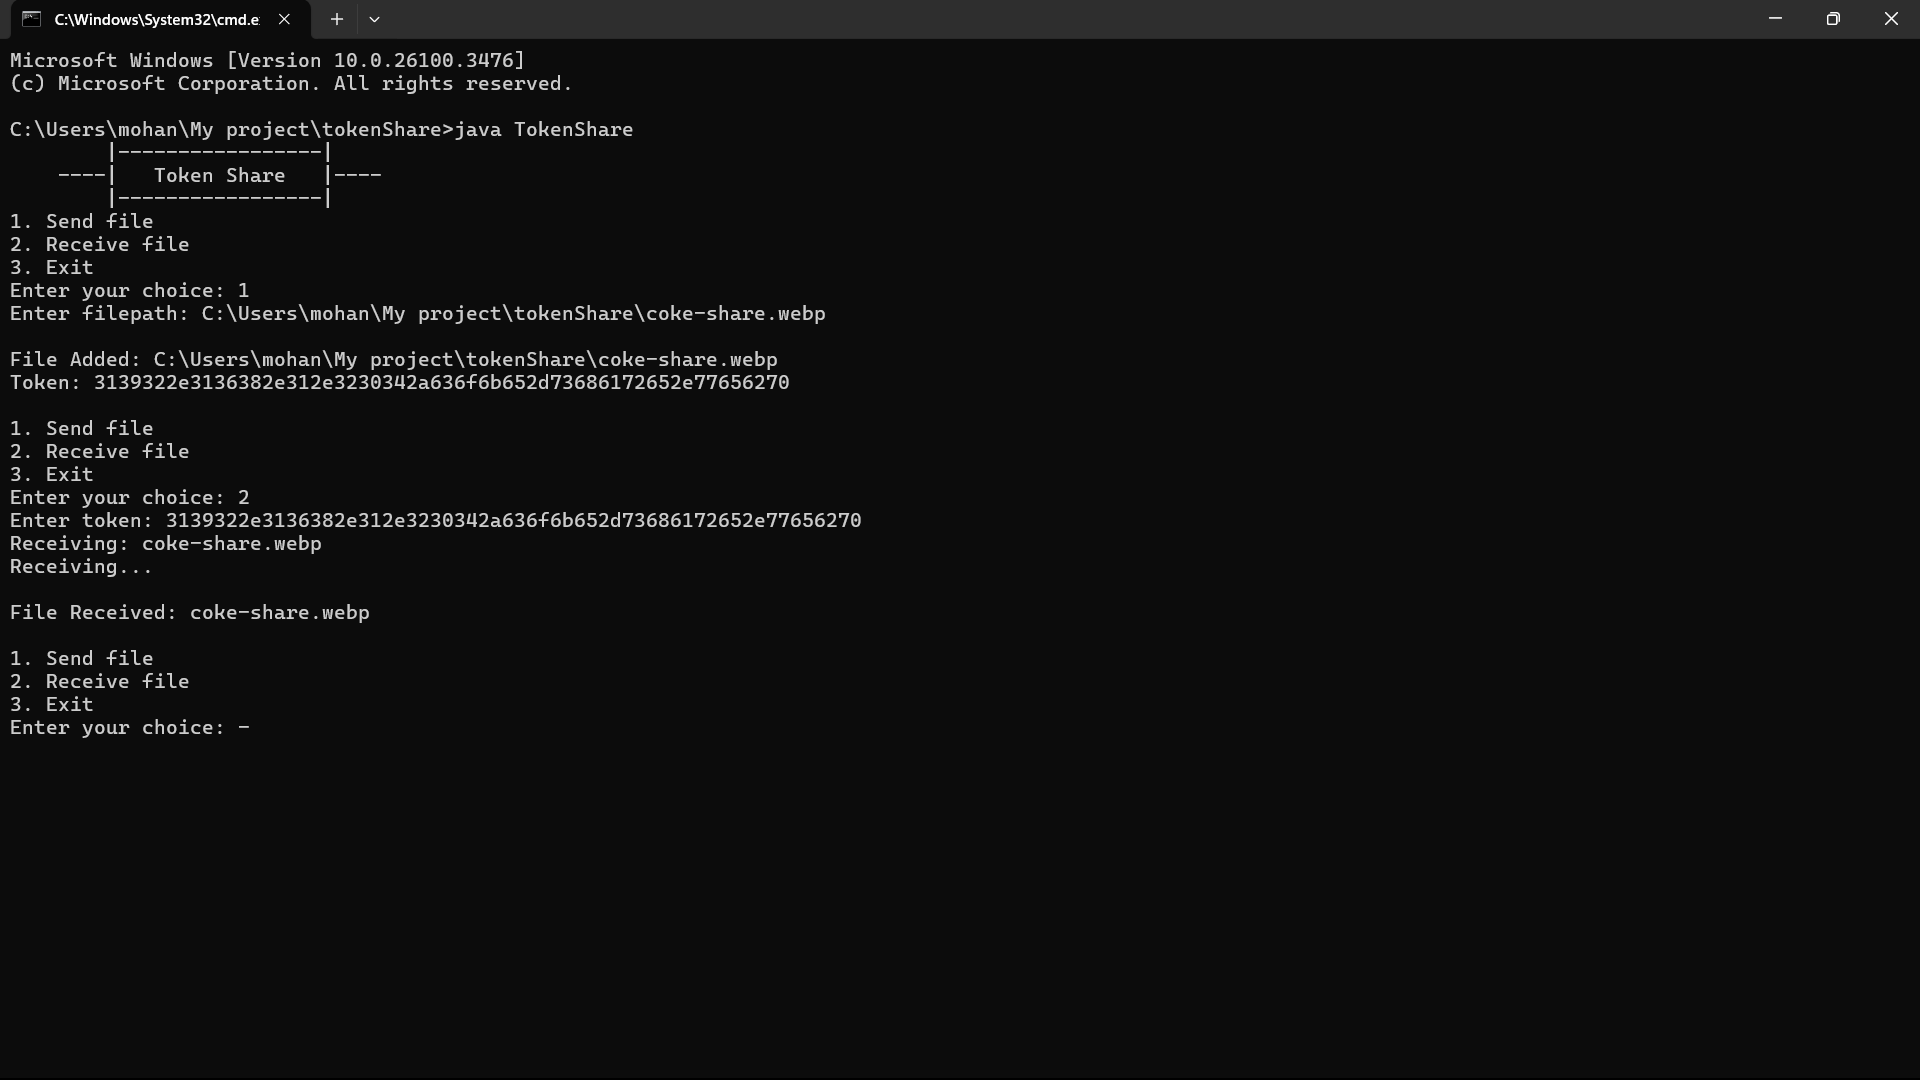 C:\Windows\System32\cmd.e
Microsoft Windows [Version 10.0.26100.3476]
(c) Microsoft Corporation. All rights reserved.
C:\Users\mohan\My project\tokenShare>java TokenShare
|-----------------|
----|   Token Share   |----
|-----------------|
1. Send file
2. Receive file
3. Exit
Enter your choice: 1
Enter filepath: C:\Users\mohan\My project\tokenShare\coke-share.webp
File Added: C:\Users\mohan\My project\tokenShare\coke-share.webp
Token: 3139322e3136382e312e3230342a636f6b652d73686172652e77656270
1. Send file
2. Receive file
3. Exit
Enter your choice: 2
Enter token: 3139322e3136382e312e3230342a636f6b652d73686172652e77656270
Receiving: coke-share.webp
Receiving...
File Received: coke-share.webp
1. Send file
2. Receive file
3. Exit
Enter your choice: -